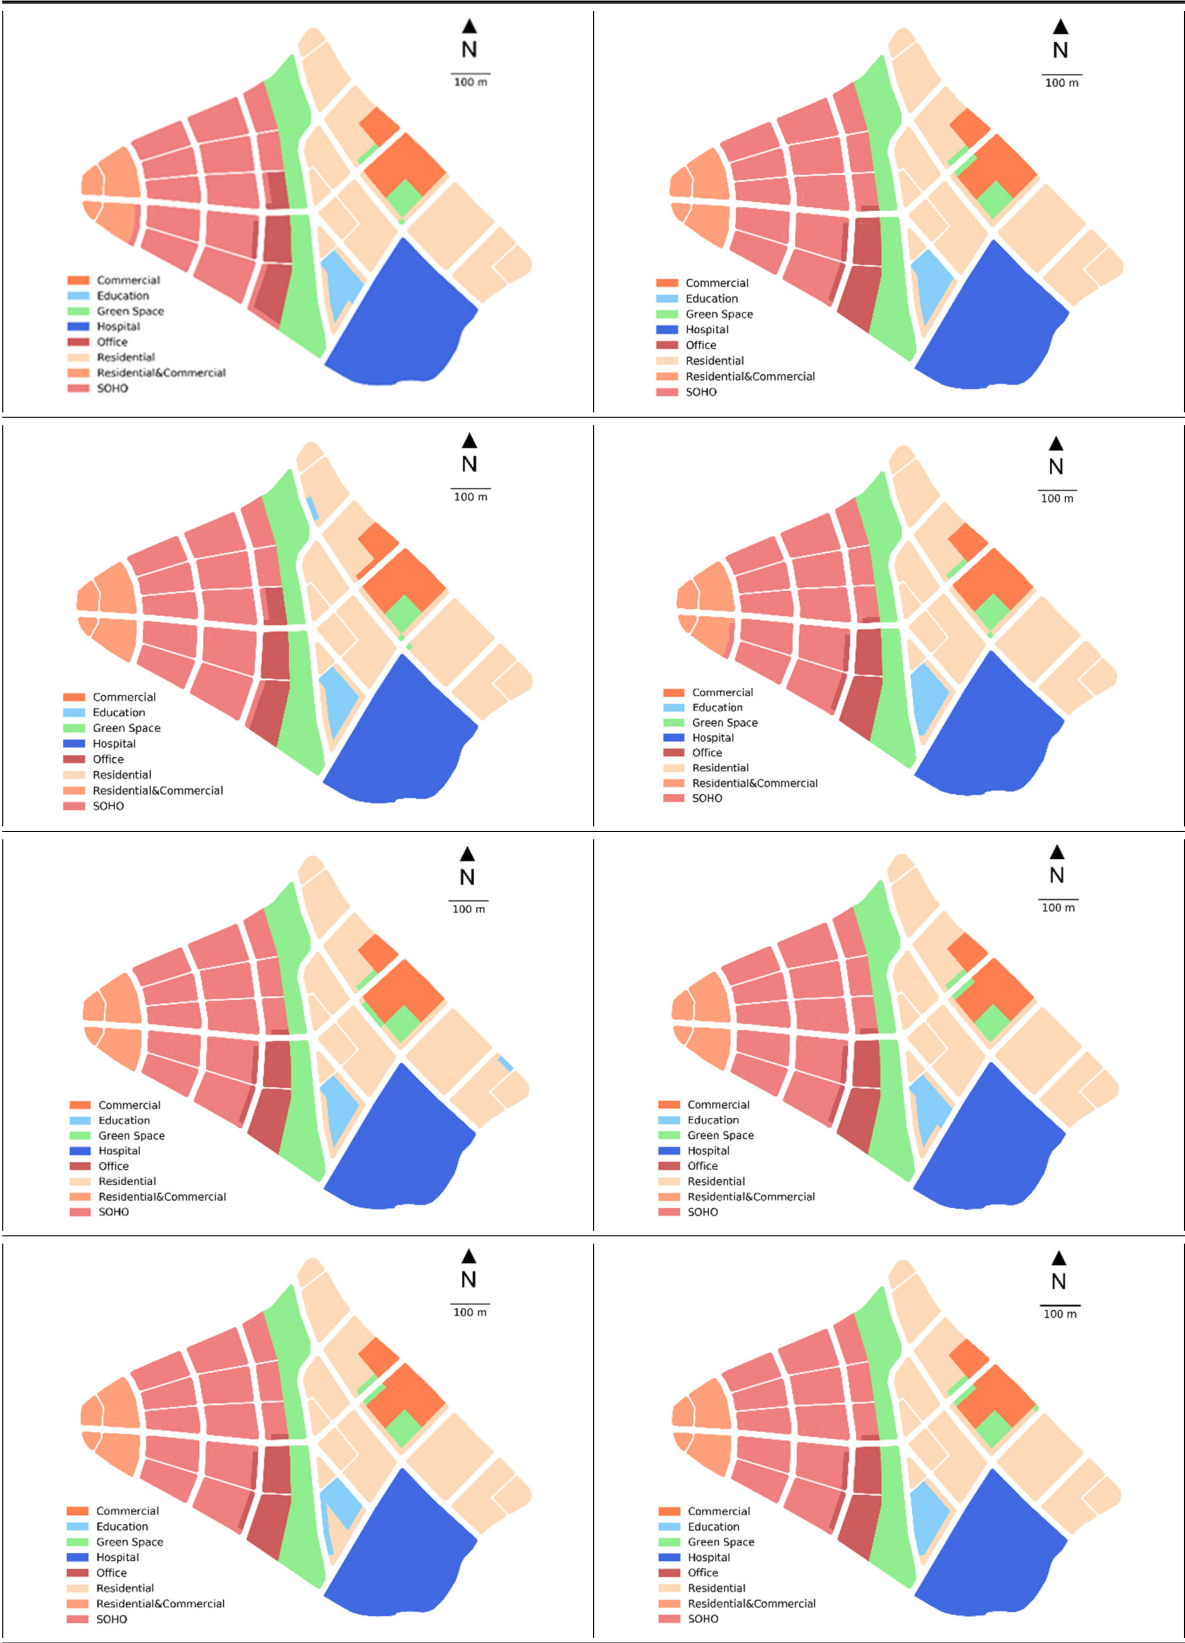 N
100 m
Commercial
Education
Green Space
Hospital
Office
Residential
Residential&Commercial
SOHO
N
100 m
Commercial
Education
Green Space
Hospital
Office
Residential
Residential&Commercial
SOHO
N
100 m
Commercial
Education
Green Space
Hospital
Office
Residential
Residential&Commercial
SOHO
N
100 m
Commercial
Education
Green Space
Hospital
Office
Residential
Residential&Commercial
SOHO
N
100 m
Commercial
Education
Green Space
Hospital
Office
Residential
Residential&Commercial
SOHO
N
100 m
Commercial
Education
Green Space
Hospital
Office
Residential
Residential&Commercial
SOHO
N
100 m
Commercial
Education
Green Space
Hospital
Office
Residential
Residential&Commercial
SOHO
N
100 m
Commercial
Education
Green Space
Hospital
Office
Residential
Residential&Commercial
SOHO